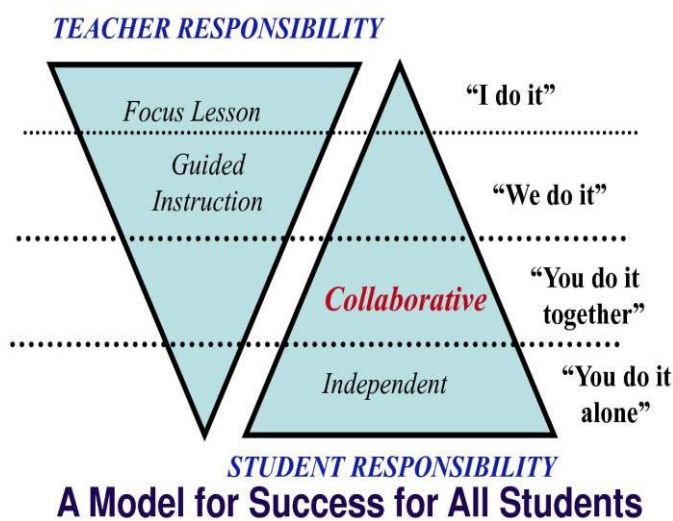 TEACHER RESPONSIBILITY
Focus Lesson
“I do it”
Guided
Instruction
“We do it”
Collaborative
“You do it
together”
Independent
“You do it
alone”
STUDENT RESPONSIBILITY
A Model for Success for All Students